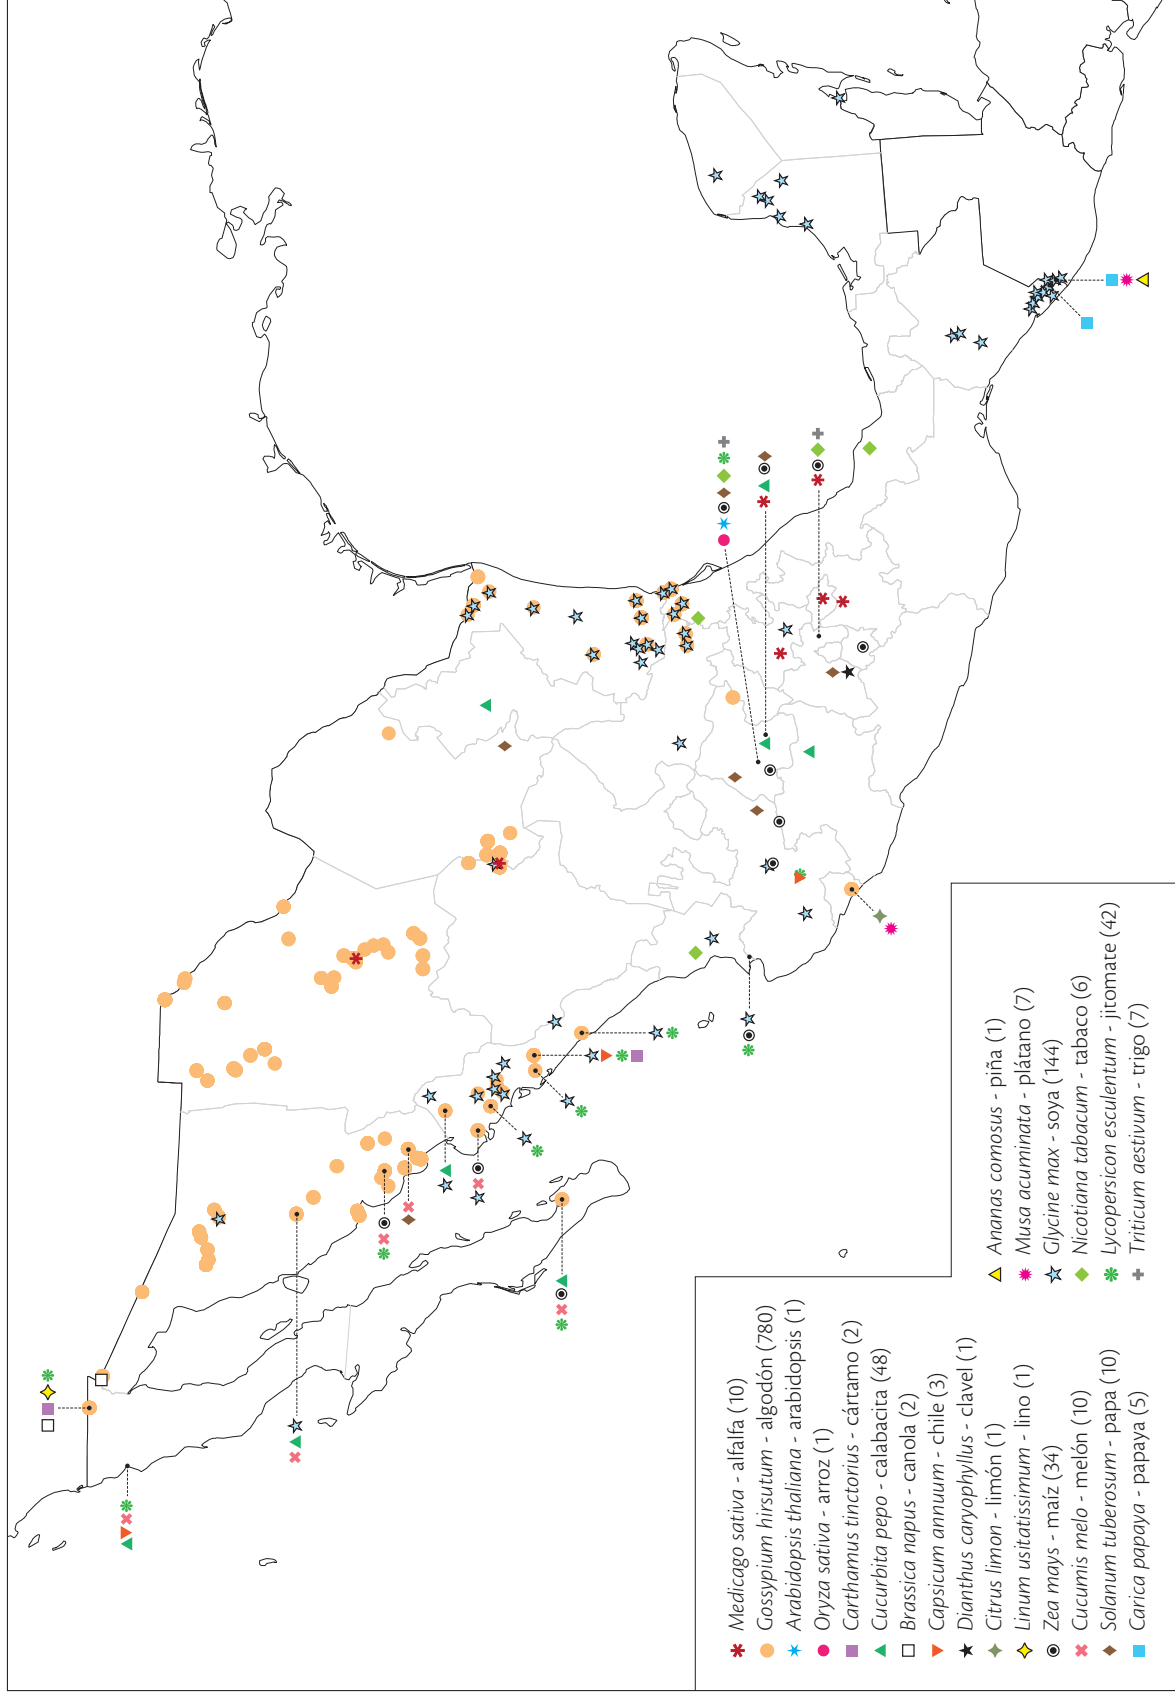 Medicago sativa - alfalfa (10)
Gossypium hirsutum - algodón (780)
Arabidopsis thaliana - arabidopsis (1)
Oryza sativa - arroz (1)
Carthamus tinctorius - cártamo (2)
Cucurbita pepo - calabacita (48)
Brassica napus - canola (2)
Capsicum annuum - chile (3)
Dianthus caryophyllus - clavel (1)
Citrus limon - limón (1)
Linum usitatissimum - lino (1)
Zea mays - maíz (34)
Cucumis melo - melón (10)
Solanum tuberosum - papa (10)
Carica papaya - papaya (5)
Ananas comosus - piña (1)
Musa acuminata - plátano (7)
Glycine max - soya (144)
Nicotiana tabacum - tabaco (6)
Lycopersicon esculentum - jitomate (42)
Triticum aestivum - trigo (7)